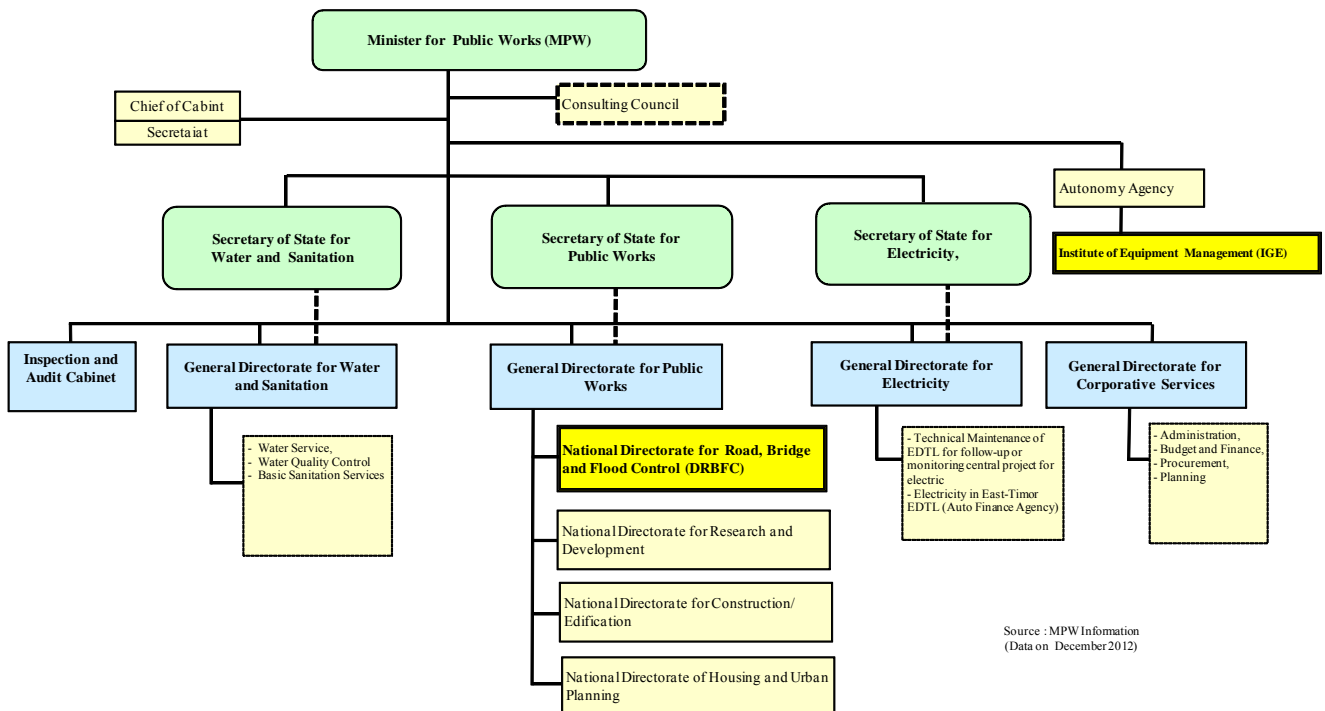 Minister for Public Works (MPW)
Chief of Cabint
Secretaiat
Consulting Council
Autonomy Agency
Institute of Equipment Management (IGE)
Secretary of State for
Water and Sanitation
Secretary of State for
Public Works
Secretary of State for
Electricity,
Inspection and
Audit Cabinet
General Directorate for Water
and Sanitation
General Directorate for Public
Works
General Directorate for
Electricity
General Directorate for
Corporative Services
- Water Service,
- Water Quality Control
- Basic Sanitation Services
National Directorate for Road, Bridge
and Flood Control (DRBFC)
National Directorate for Research and
Development
National Directorate for Construction/
Edification
National Directorate of Housing and Urban
Planning
- Technical Maintenance of
EDTL for follow-up or
monitoring central project for
electric
- Electricity in East-Timor
EDTL (Auto Finance Agency)
- Administration,
- Budget and Finance,
- Procurement,
- Planning
Source : MPW Information
(Data on December 2012)